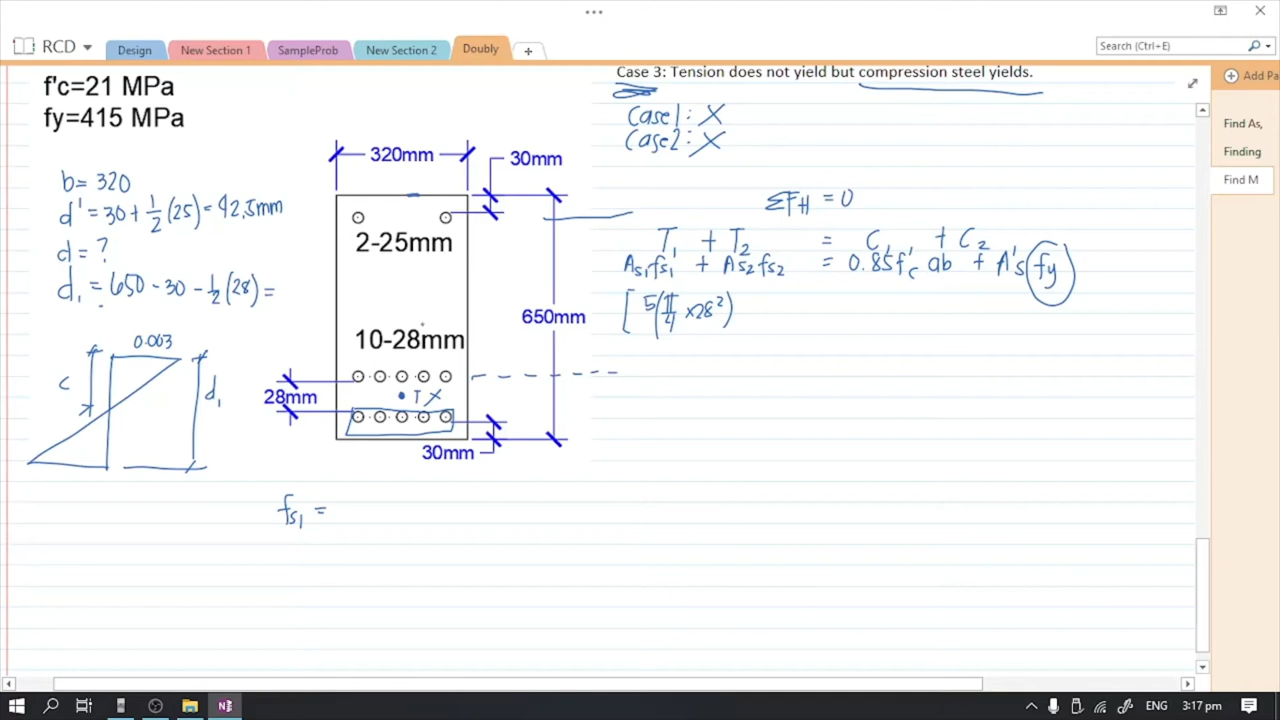 RCD
Design
New Section 1
SampleProb
New Section 2
Doubly
+
Search (Ctrl+E)
Add Pa
Find As,
Finding
Find M
f'c=21 MPa
fy=415 MPa
Case 3: Tension does not yield but compression steel yields.
Case1: X
Case2: X
b= 320
d' = 30 + 1/2 (25) = 42.5mm
d = ?
d₁ = 650 - 30 - 1/2 (28) =
320mm
30mm
2-25mm
650mm
10-28mm
28mm
T X
30mm
0.003
c
d₁
ΣFH = 0
T₁ + T₂ = C₁ + C₂
As₁fs₁ + As₂fs₂ = 0.85f'c ab + A's fy
[ 5(π/4 x28²)
fs₁ =
ENG
3:17 pm